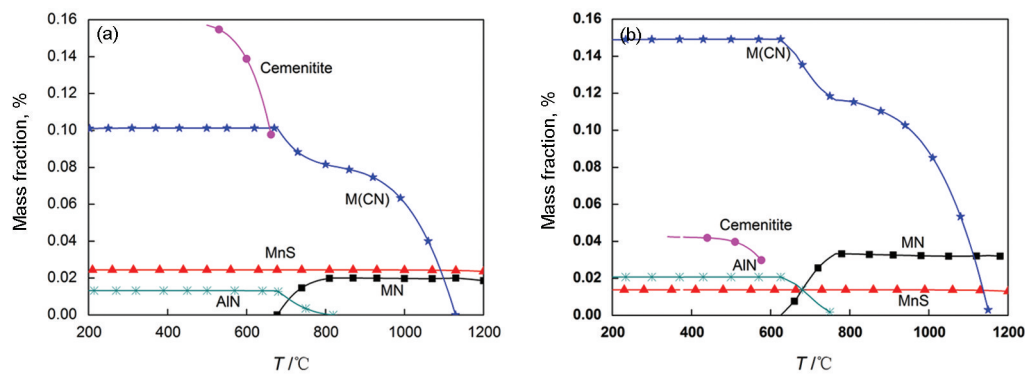 (a)
Mass fraction, %
0.16
0.14
0.12
0.10
0.08
0.06
0.04
0.02
0.00
Cementite
M(CN)
MnS
MN
AlN
200 400 600 800 1000 1200
T /℃
(b)
Mass fraction, %
0.16
0.14
0.12
0.10
0.08
0.06
0.04
0.02
0.00
M(CN)
Cemenitite
AlN
MN
MnS
200 400 600 800 1000 1200
T /℃